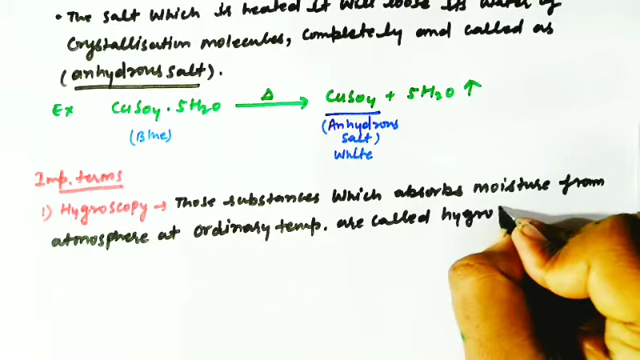 • The salt which is heated it will loose its water of
crystallisation molecules, completely and called as
(anhydrous salt).
Ex CuSO4 · 5H2O Δ → CuSO4 + 5H2O ↑
(Blue) (Anhydrous
salt)
white
Imp. terms
1) Hygroscopy → Those substances which absorbs moisture from
atmosphere at ordinary temp. are called hygro